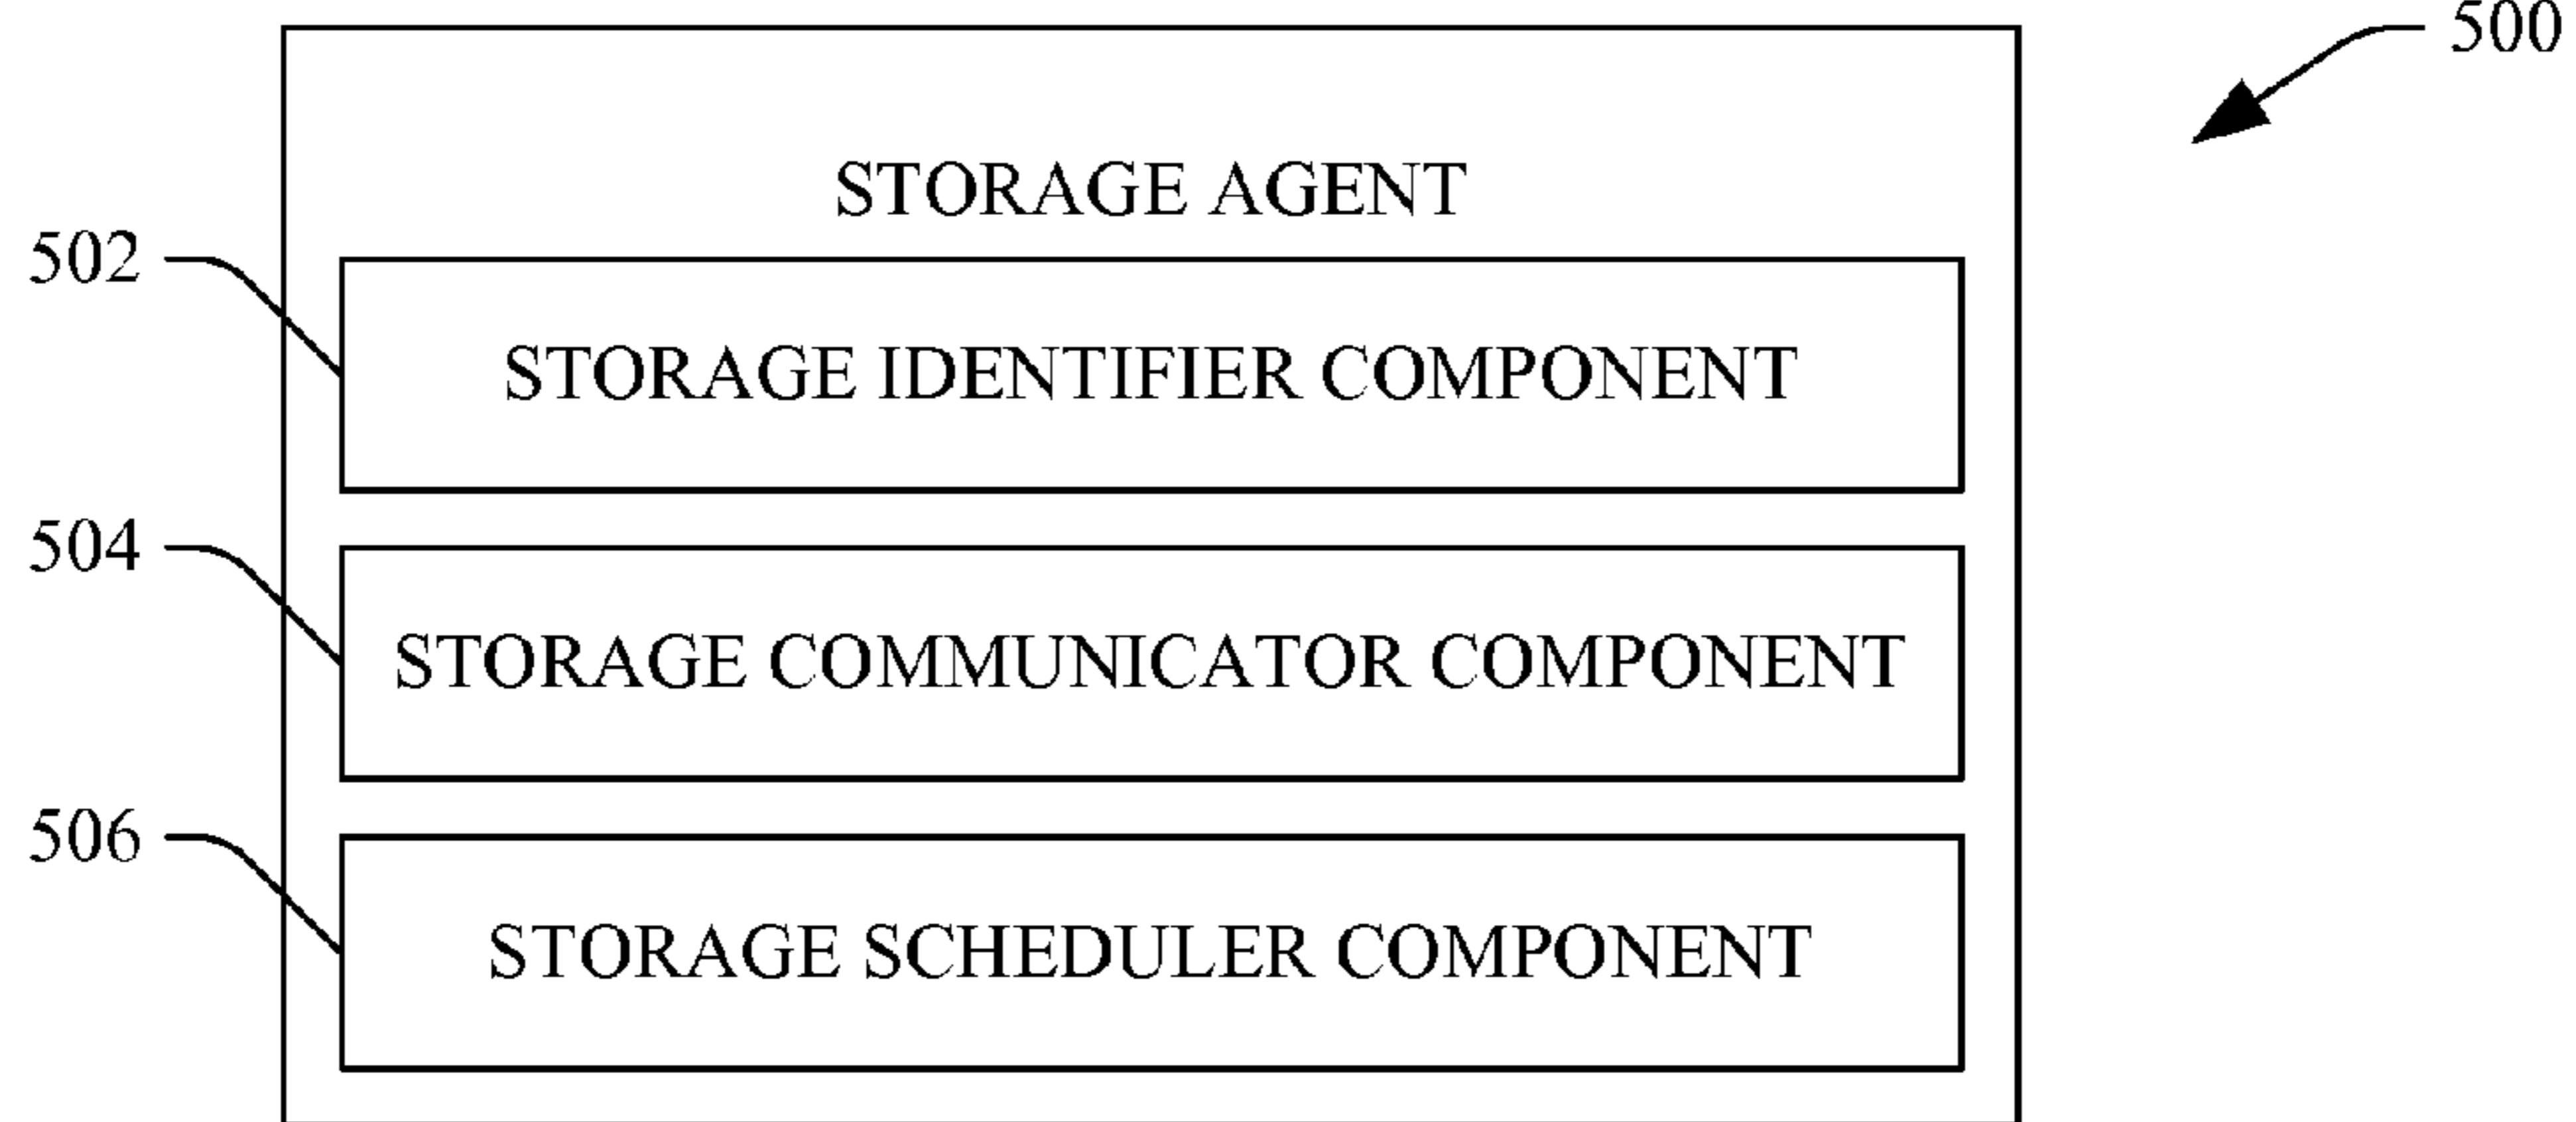 500
STORAGE AGENT
502
STORAGE IDENTIFIER COMPONENT
504
STORAGE COMMUNICATOR COMPONENT
506
STORAGE SCHEDULER COMPONENT